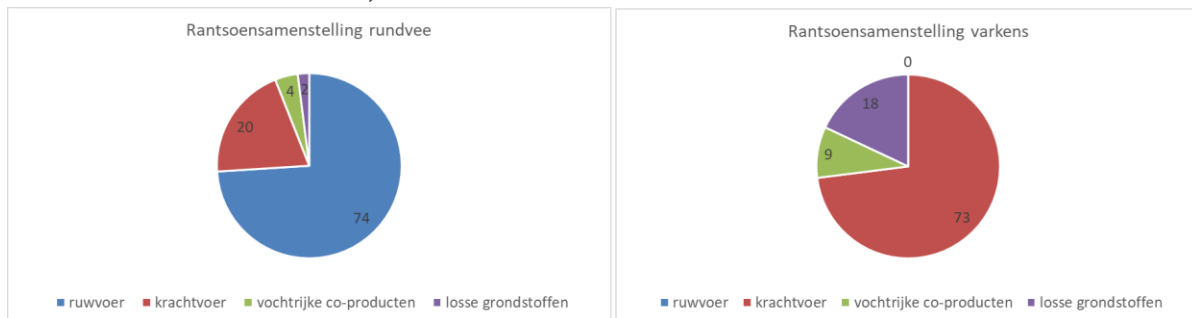 Rantsoensamenstelling rundvee
4
2
20
74
ruwvoer krachtvoer vochtrijke co-producten losse grondstoffen
Rantsoensamenstelling varkens
0
18
9
73
ruwvoer krachtvoer vochtrijke co-producten losse grondstoffen